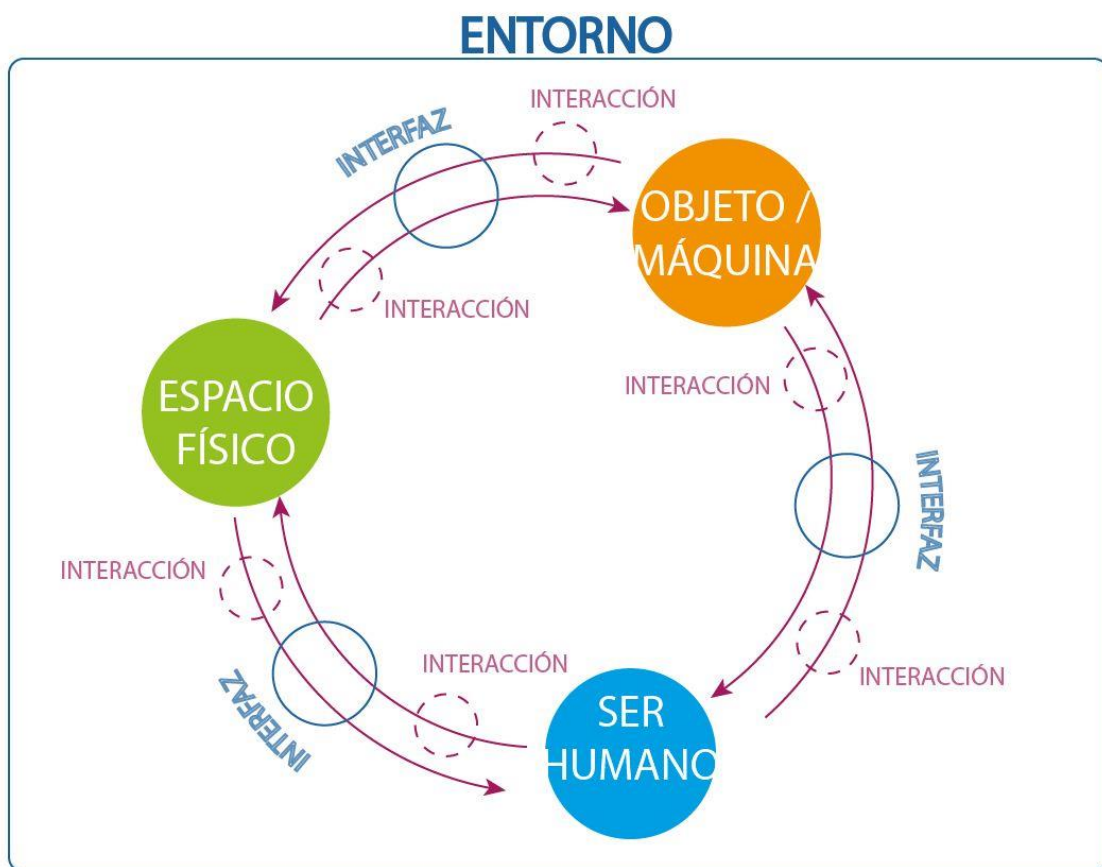 ENTORNO
INTERACCIÓN
INTERFAZ
OBJETO /
MÁQUINA
INTERACCIÓN
ESPACIO
FÍSICO
INTERACCIÓN
INTERFAZ
INTERACCIÓN
INTERACCIÓN
INTERACCIÓN
INTERFAZ
SER
HUMANO